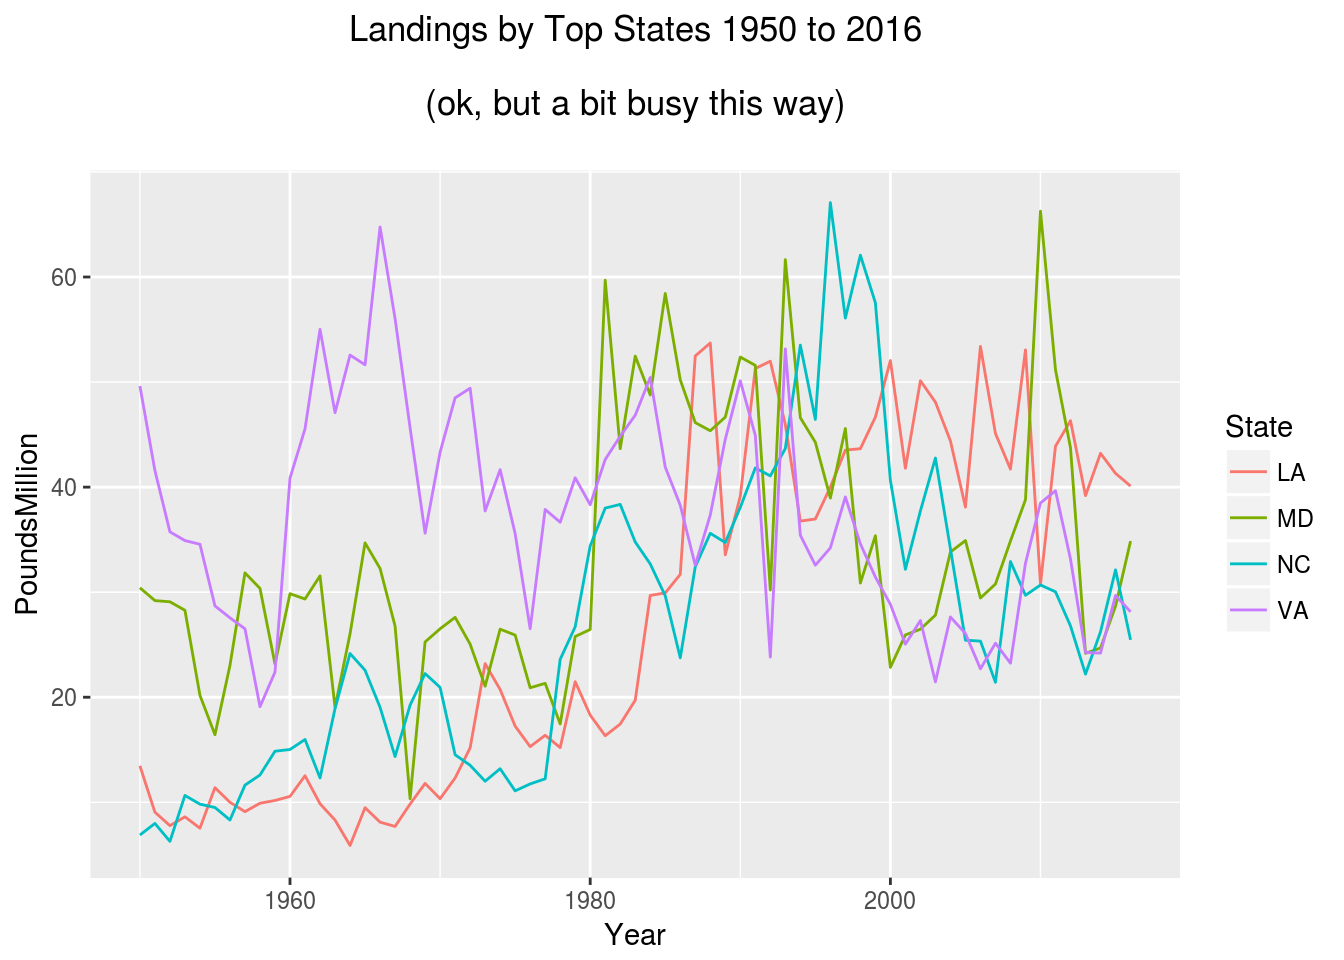 Landings by Top States 1950 to 2016
(ok, but a bit busy this way)
PoundsMillion
60
40
20
1960
1980
2000
Year
State
LA
MD
NC
VA